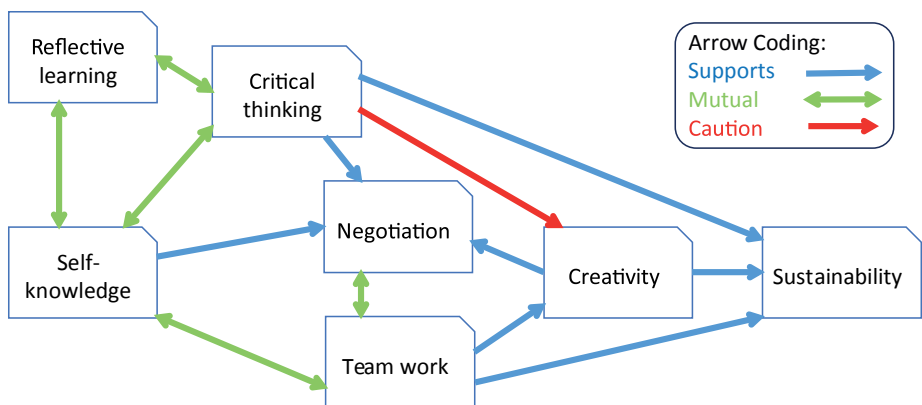 Reflective
learning
Critical
thinking
Arrow Coding:
Supports
Mutual
Caution
Self-
knowledge
Negotiation
Creativity
Sustainability
Team work